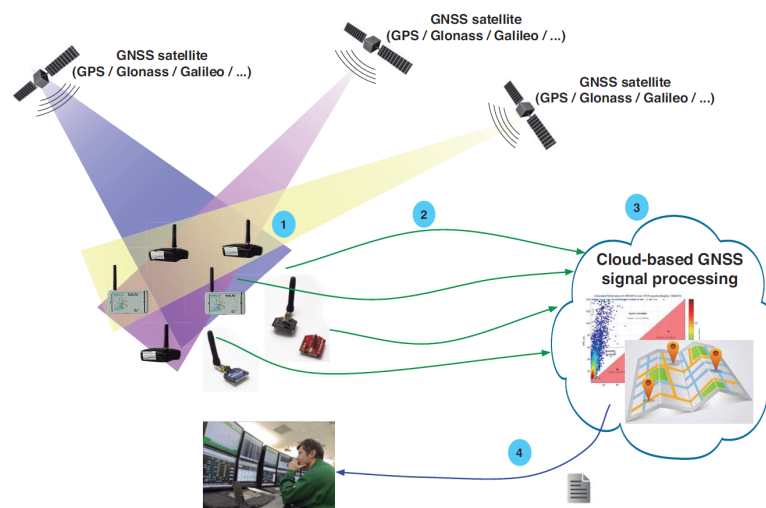 GNSS satellite
(GPS / Glonass / Galileo / ...)
GNSS satellite
(GPS / Glonass / Galileo / ...)
GNSS satellite
(GPS / Glonass / Galileo / ...)
1
2
3
Cloud-based GNSS
signal processing
4